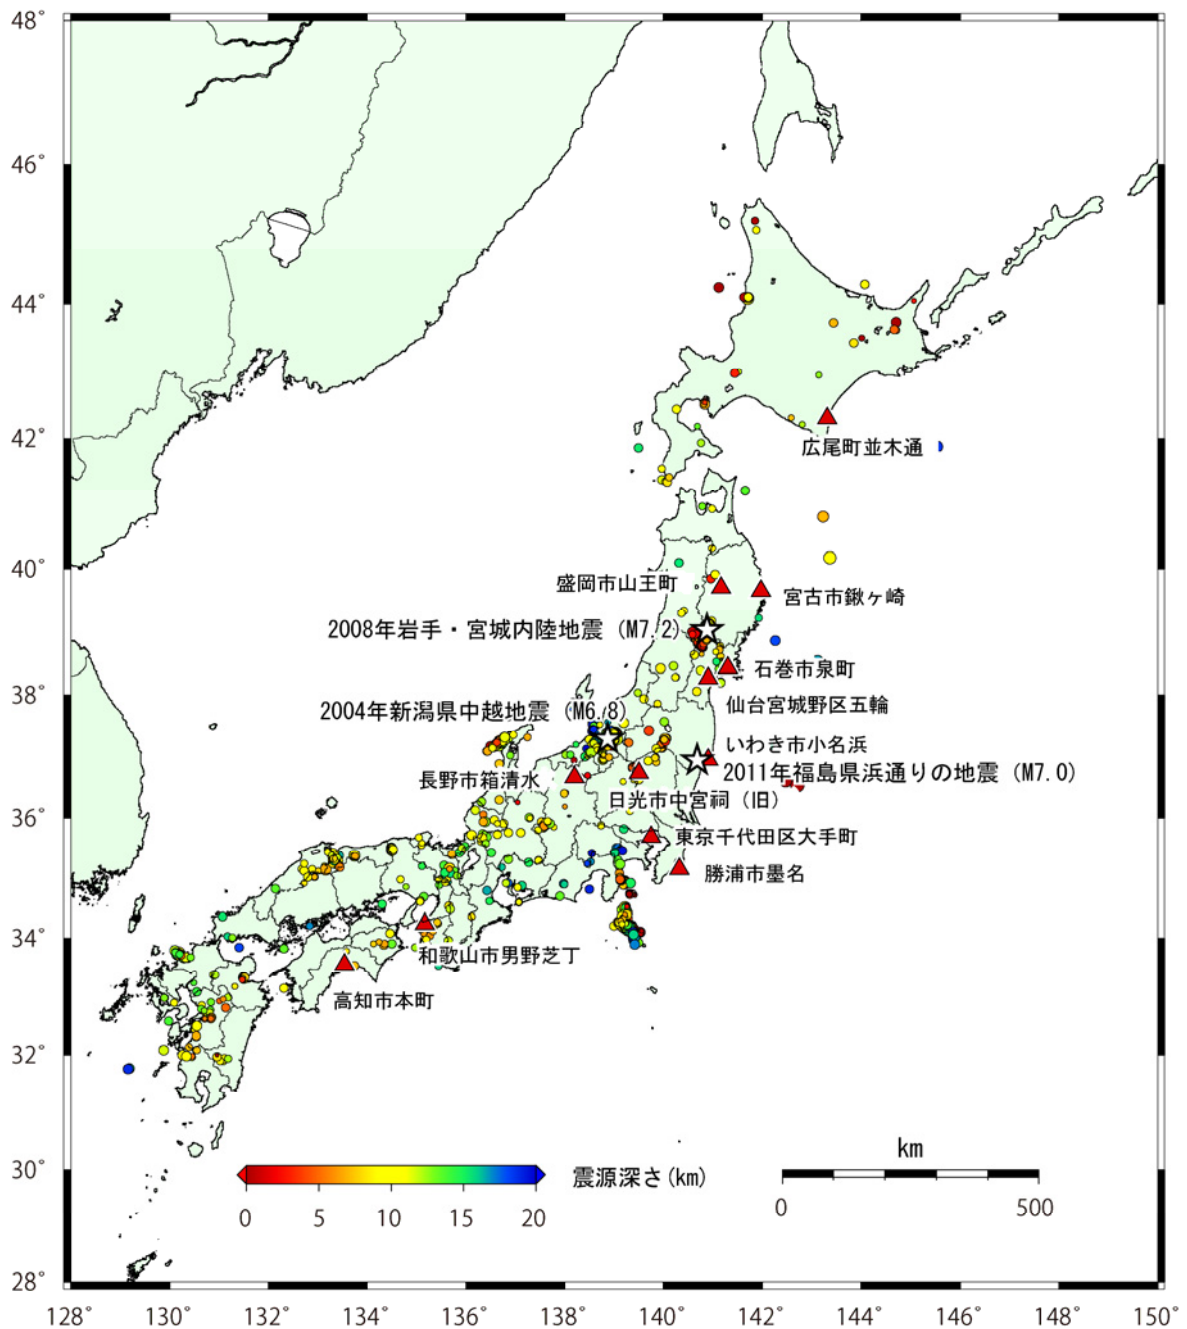 48°
46°
44°
42°
広尾町並木通
40°
盛岡市山王町
宮古市鍬ヶ崎
2008年岩手・宮城内陸地震（M7.2）
石巻市泉町
38°
仙台宮城野区五輪
2004年新潟県中越地震（M6.8）
いわき市小名浜
長野市箱清水
2011年福島県浜通りの地震（M7.0）
日光市中宮祠（旧）
36°
東京千代田区大手町
勝浦市墨名
34°
和歌山市男野芝丁
高知市本町
32°
30°
km
震源深さ(km)
0 5 10 15 20
0 500
28°
128° 130° 132° 134° 136° 138° 140° 142° 144° 146° 148° 150°